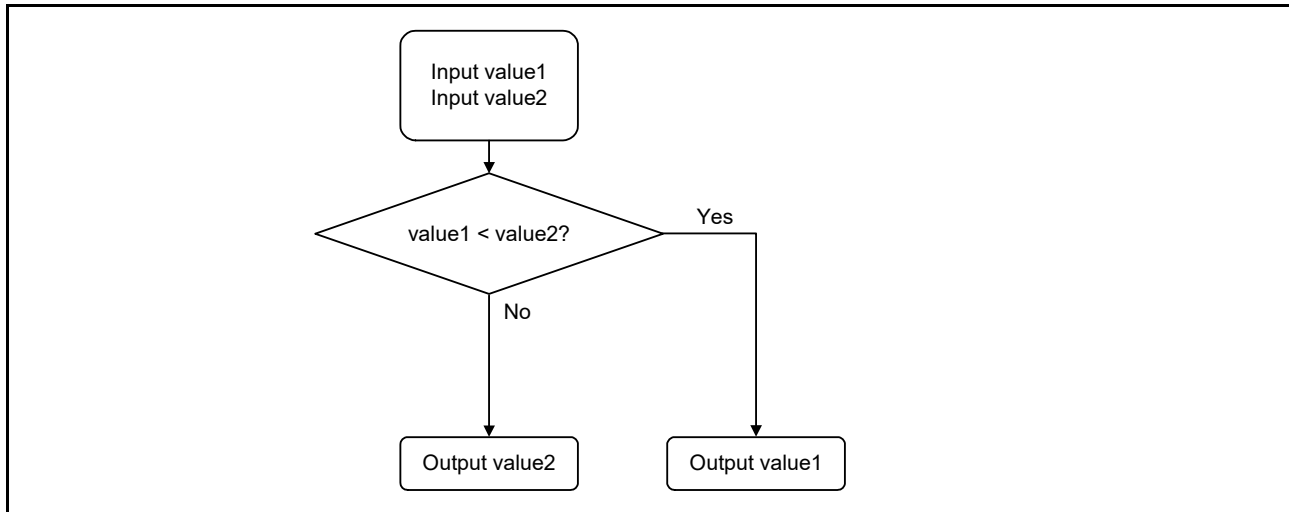 Input value1
Input value2
value1 < value2?
Yes
No
Output value2
Output value1